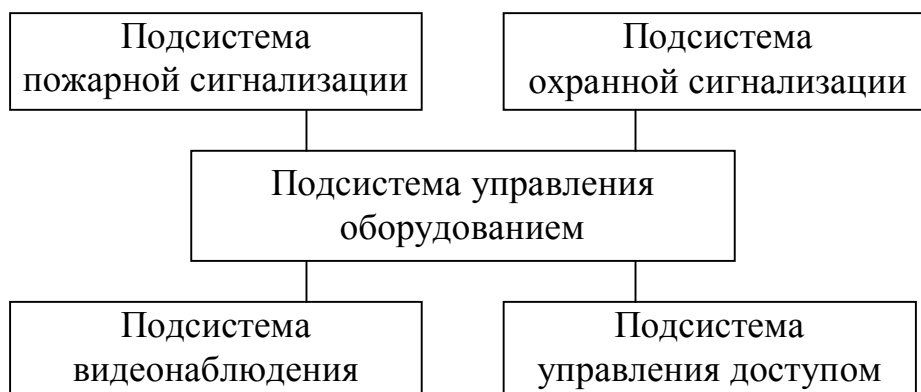 Подсистема
пожарной сигнализации
Подсистема
охранной сигнализации
Подсистема управления
оборудованием
Подсистема
видеонаблюдения
Подсистема
управления доступом